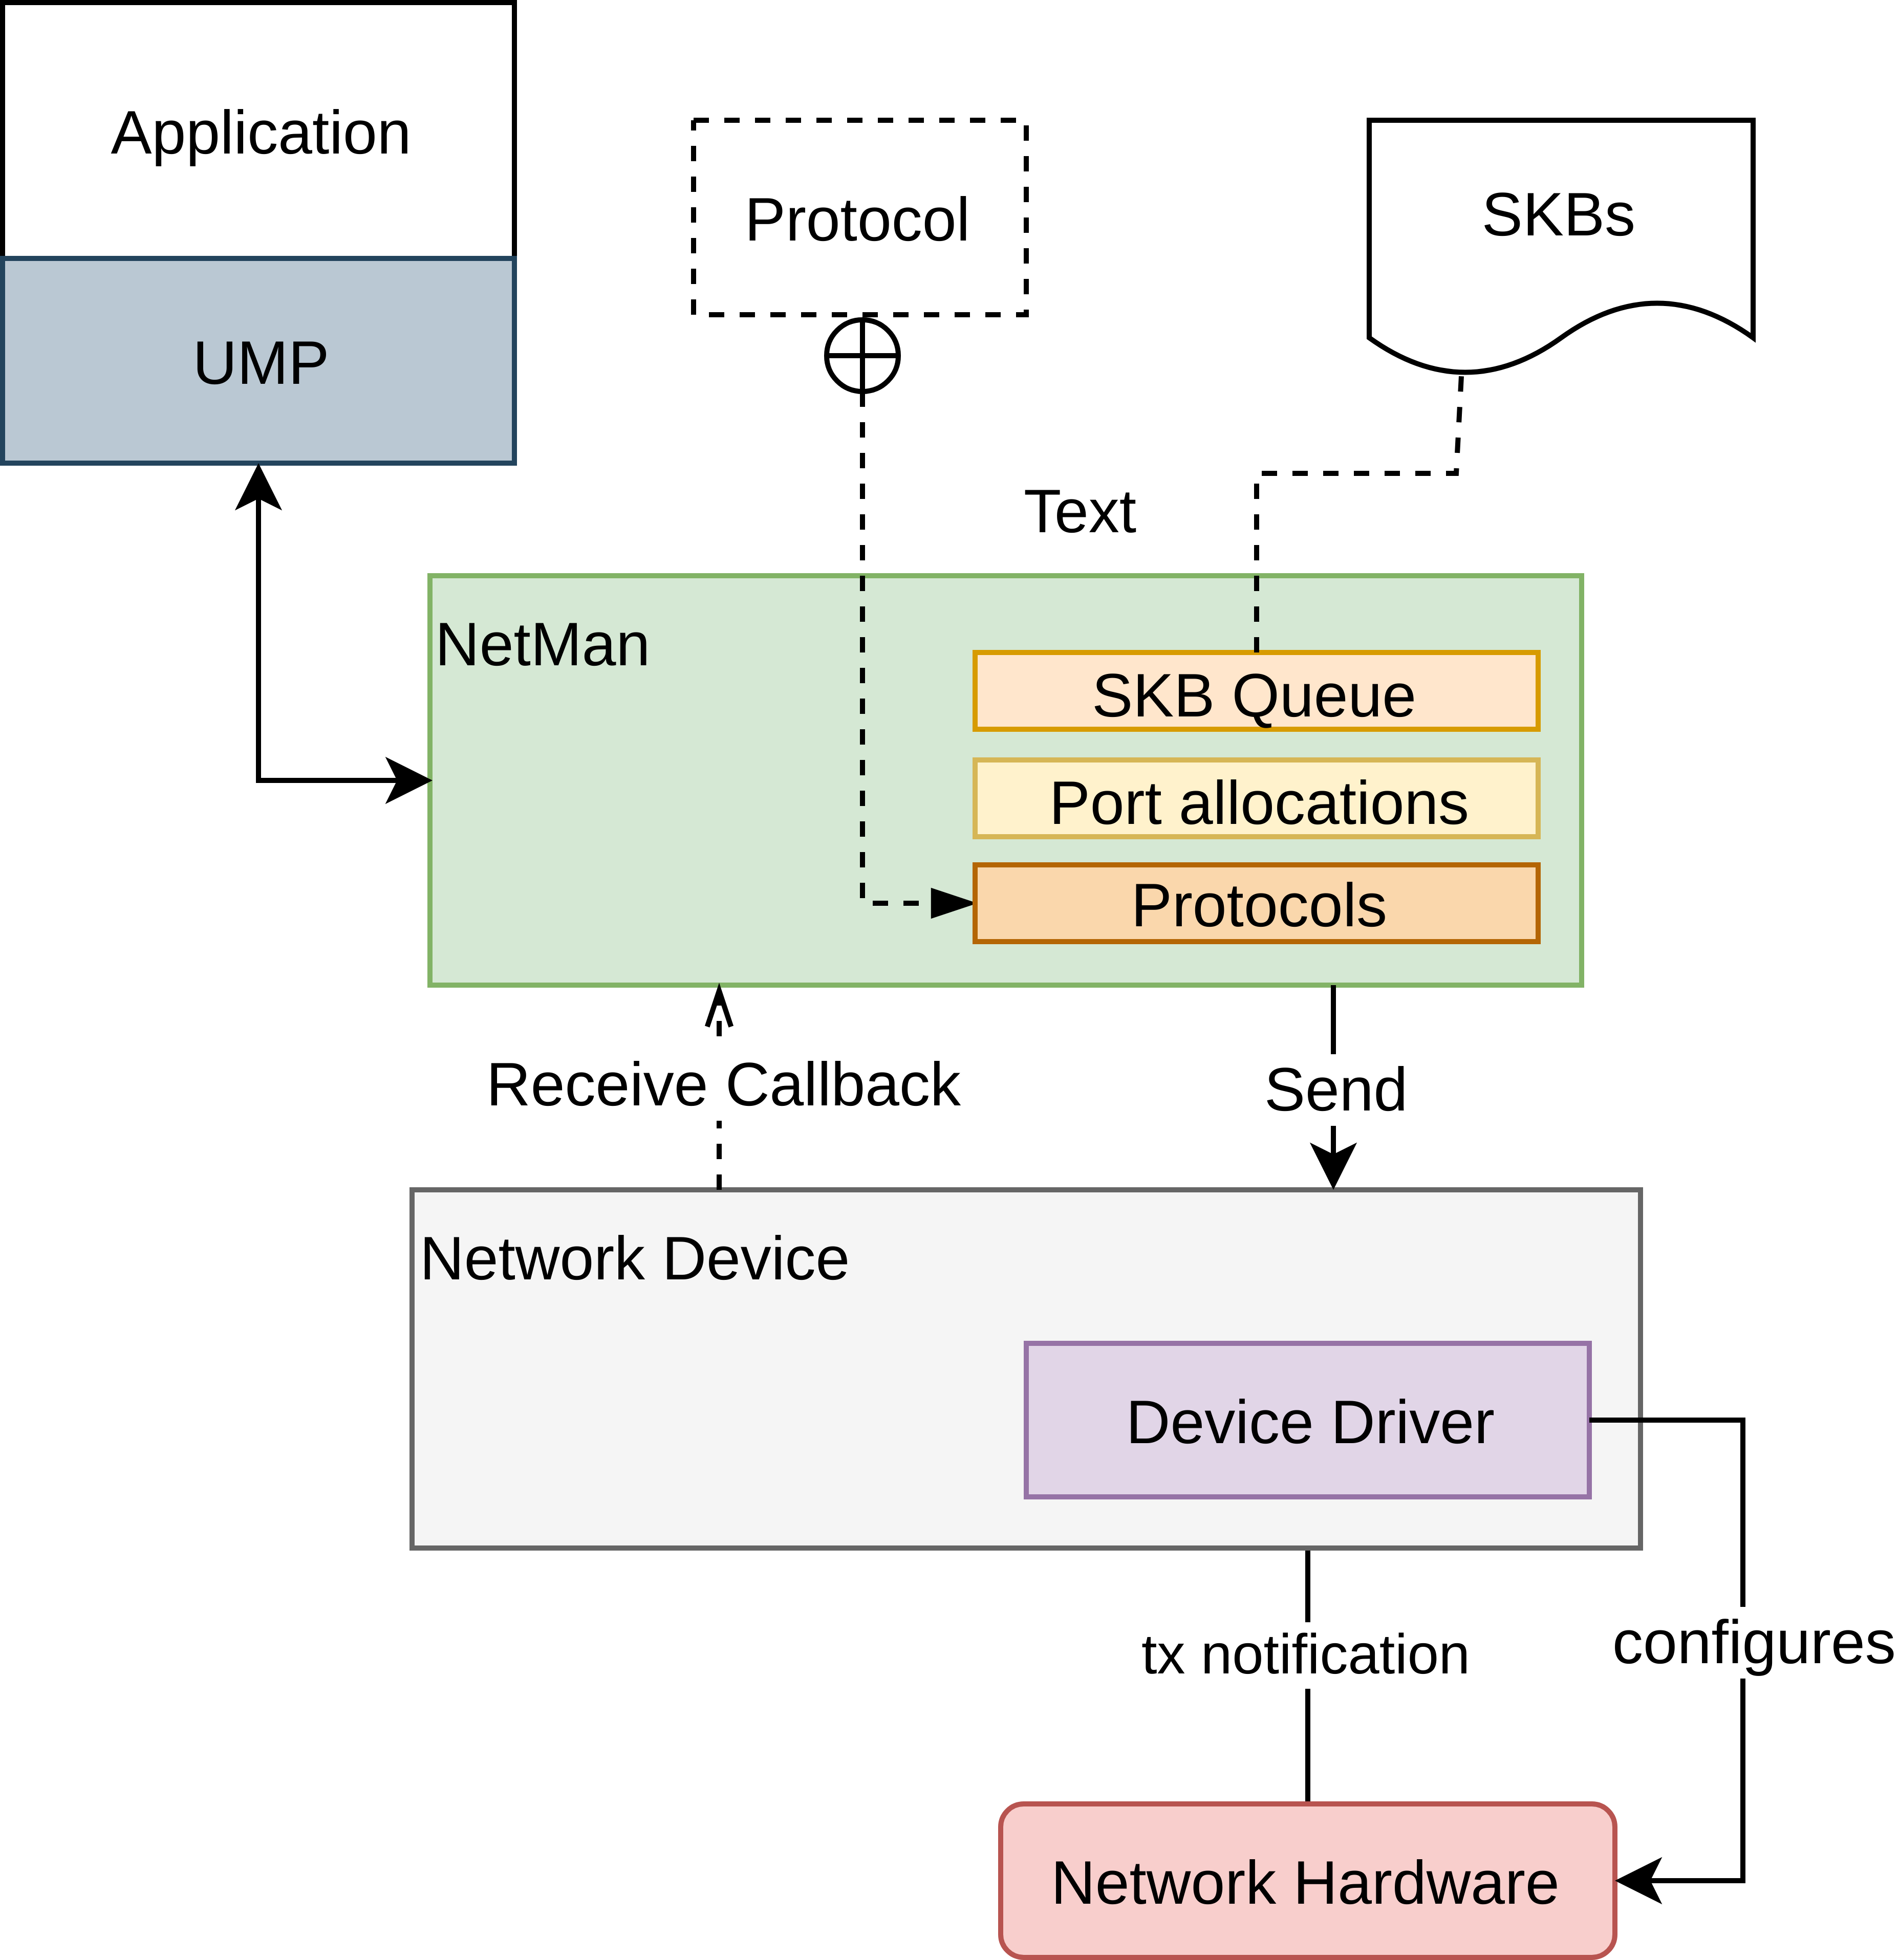 Application
Protocol
SKBs
UMP
Text
NetMan
SKB Queue
Port allocations
Protocols
Receive Callback
Send
Network Device
Device Driver
tx notification
configures
Network Hardware